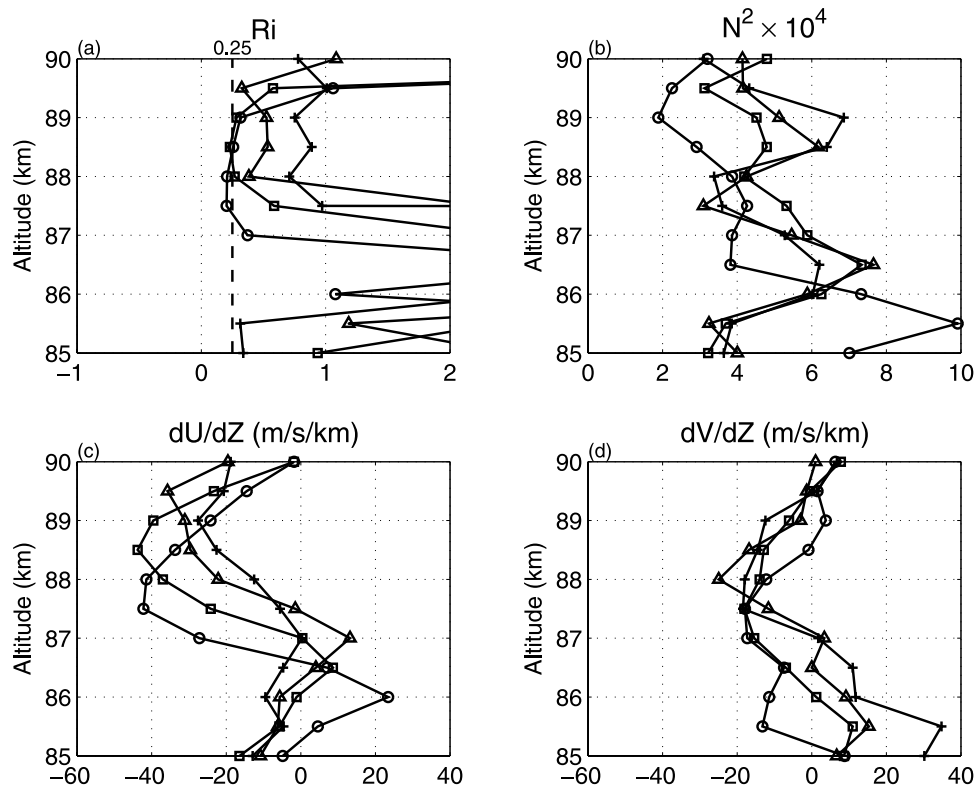 Ri
(a)
0.25
90
89
88
87
86
85
Altitude (km)
−1 0 1 2
N² × 10⁴
(b)
90
89
88
87
86
85
Altitude (km)
0 2 4 6 8 10
dU/dZ (m/s/km)
(c)
90
89
88
87
86
85
Altitude (km)
−60 −40 −20 0 20 40
dV/dZ (m/s/km)
(d)
90
89
88
87
86
85
Altitude (km)
−60 −40 −20 0 20 40